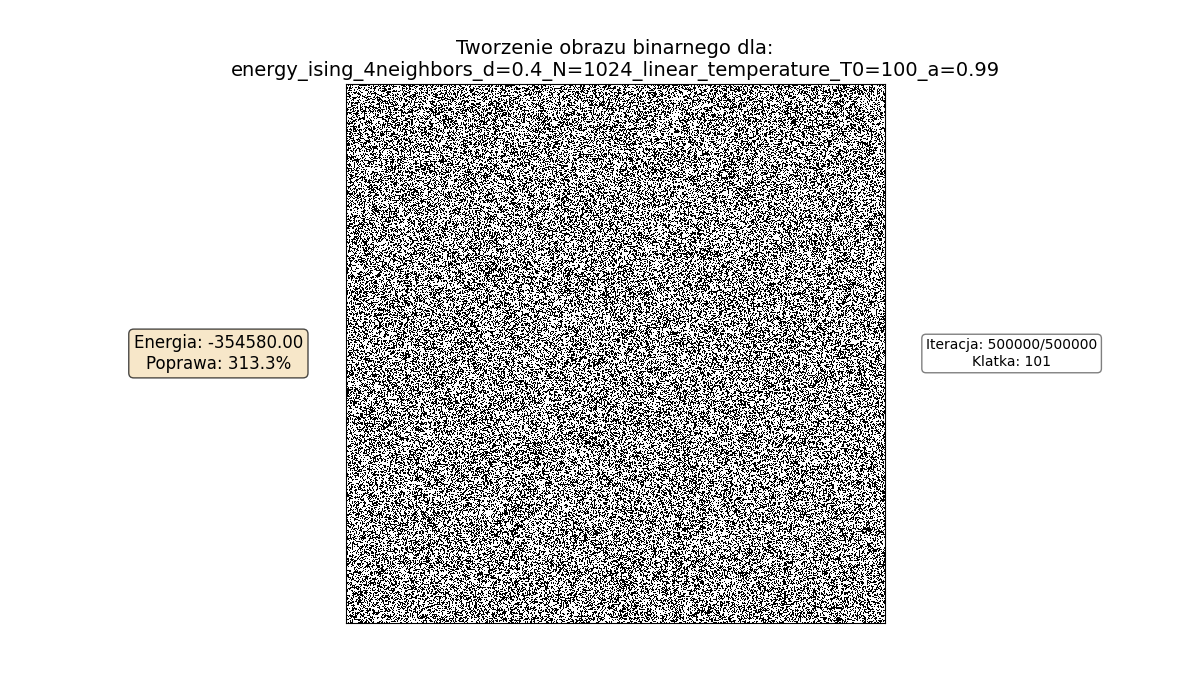 Tworzenie obrazu binarnego dla:
energy_ising_4neighbors_d=0.4_N=1024_linear_temperature_T0=100_a=0.99
Energia: -354580.00
Poprawa: 313.3%
Iteracja: 500000/500000
Klatka: 101